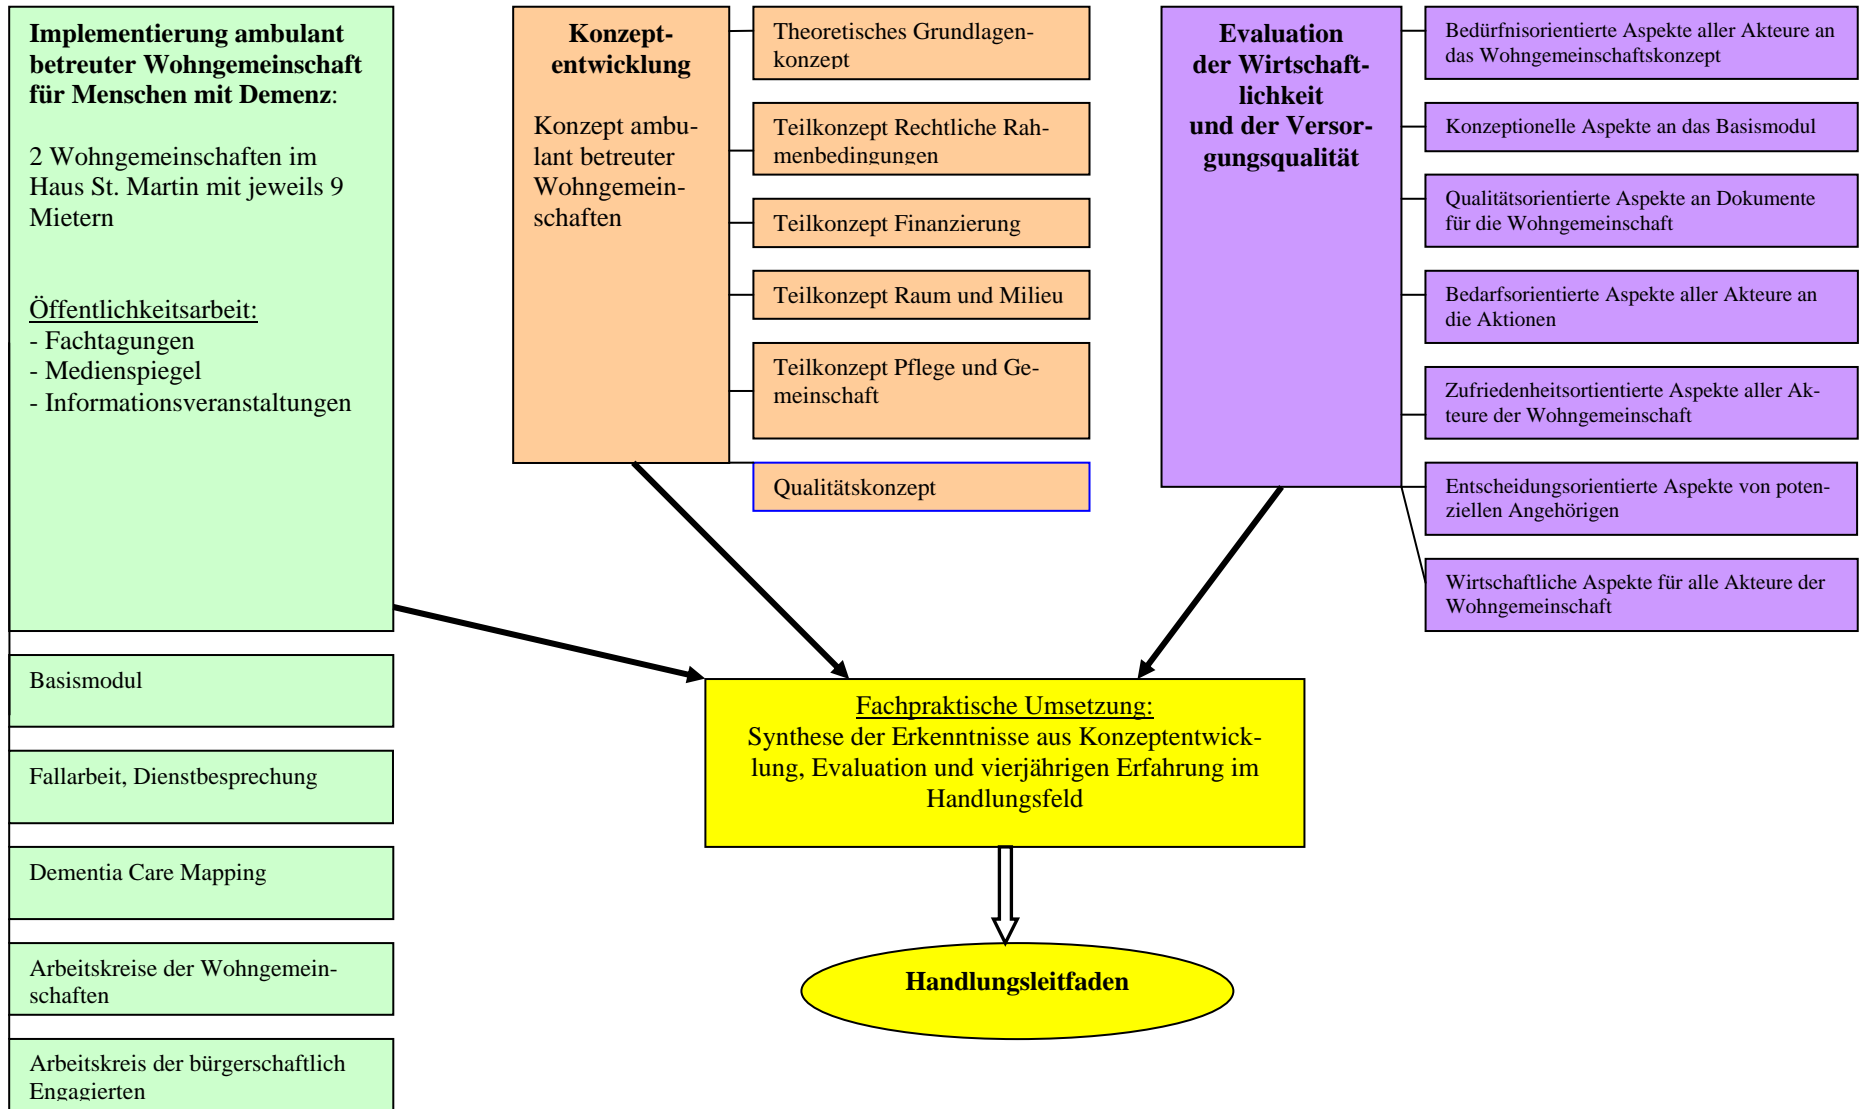 Implementierung ambulant
betreuter Wohngemeinschaft
für Menschen mit Demenz:
2 Wohngemeinschaften im
Haus St. Martin mit jeweils 9
Mietern
Öffentlichkeitsarbeit:
- Fachtagungen
- Medienspiegel
- Informationsveranstaltungen
Basismodul
Fallarbeit, Dienstbesprechung
Dementia Care Mapping
Arbeitskreise der Wohngemein-
schaften
Arbeitskreis der bürgerschaftlich
Engagierten
Konzept-
entwicklung
Konzept ambu-
lant betreuter
Wohngemein-
schaften
Theoretisches Grundlagen-
konzept
Teilkonzept Rechtliche Rah-
menbedingungen
Teilkonzept Finanzierung
Teilkonzept Raum und Milieu
Teilkonzept Pflege und Ge-
meinschaft
Qualitätskonzept
Evaluation
der Wirtschaft-
lichkeit
und der Versor-
gungsqualität
Bedürfnisorientierte Aspekte aller Akteure an
das Wohngemeinschaftskonzept
Konzeptionelle Aspekte an das Basismodul
Qualitätsorientierte Aspekte an Dokumente
für die Wohngemeinschaft
Bedarfsorientierte Aspekte aller Akteure an
die Aktionen
Zufriedenheitsortientierte Aspekte aller Ak-
teure der Wohngemeinschaft
Entscheidungsorientierte Aspekte von poten-
ziellen Angehörigen
Wirtschaftliche Aspekte für alle Akteure der
Wohngemeinschaft
Fachpraktische Umsetzung:
Synthese der Erkenntnisse aus Konzeptentwick-
lung, Evaluation und vierjährigen Erfahrung im
Handlungsfeld
Handlungsleitfaden